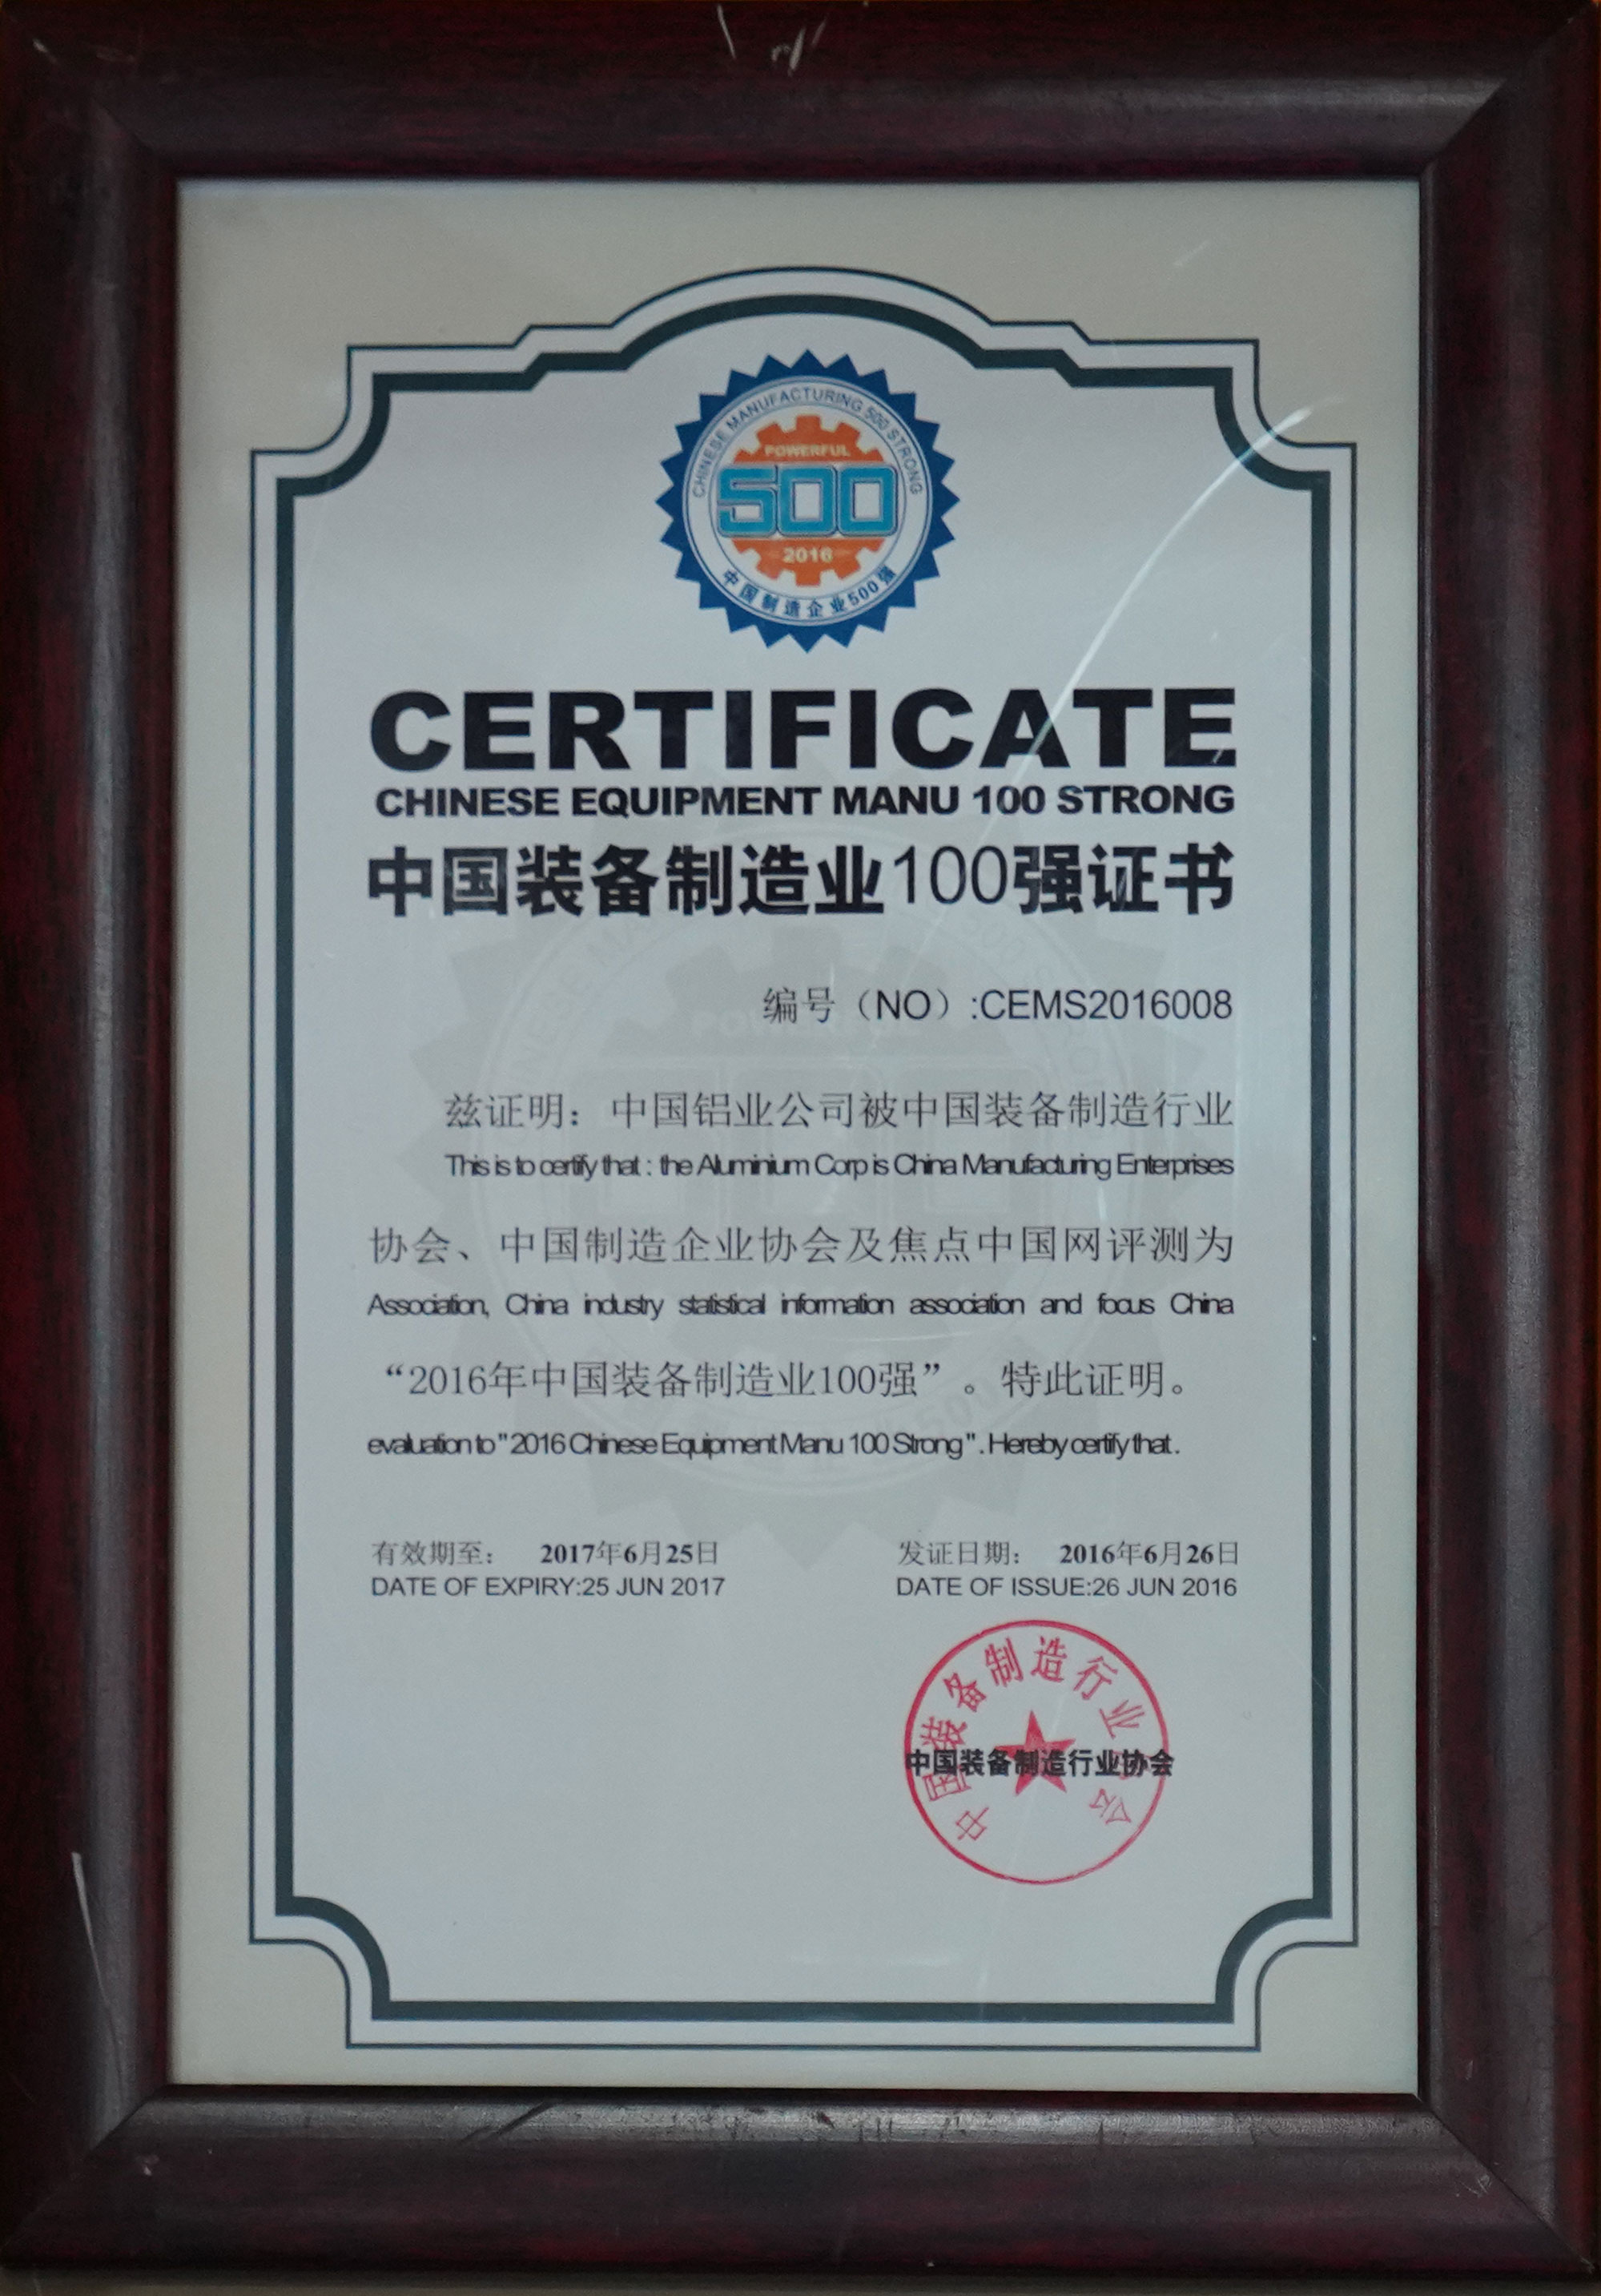 CHINESE MANUFACTURING 500 STRONG
POWERFUL
500
2016
中国制造企业500强
CERTIFICATE
CHINESE EQUIPMENT MANU 100 STRONG
中国装备制造业100强证书
编号（NO）:CEMS2016008
兹证明：中国铝业公司被中国装备制造行业
This is to certify that : the Aluminium Corp is China Manufacturing Enterprises
协会、中国制造企业协会及焦点中国网评测为
Association, China industry statistical information association and focus China
“2016年中国装备制造业100强”。特此证明。
evaluation to " 2016 Chinese Equipment Manu 100 Strong " . Hereby certify that .
有效期至： 2017年6月25日
DATE OF EXPIRY:25 JUN 2017
发证日期： 2016年6月26日
DATE OF ISSUE:26 JUN 2016
中国装备制造行业协会
中国装备制造行业协会